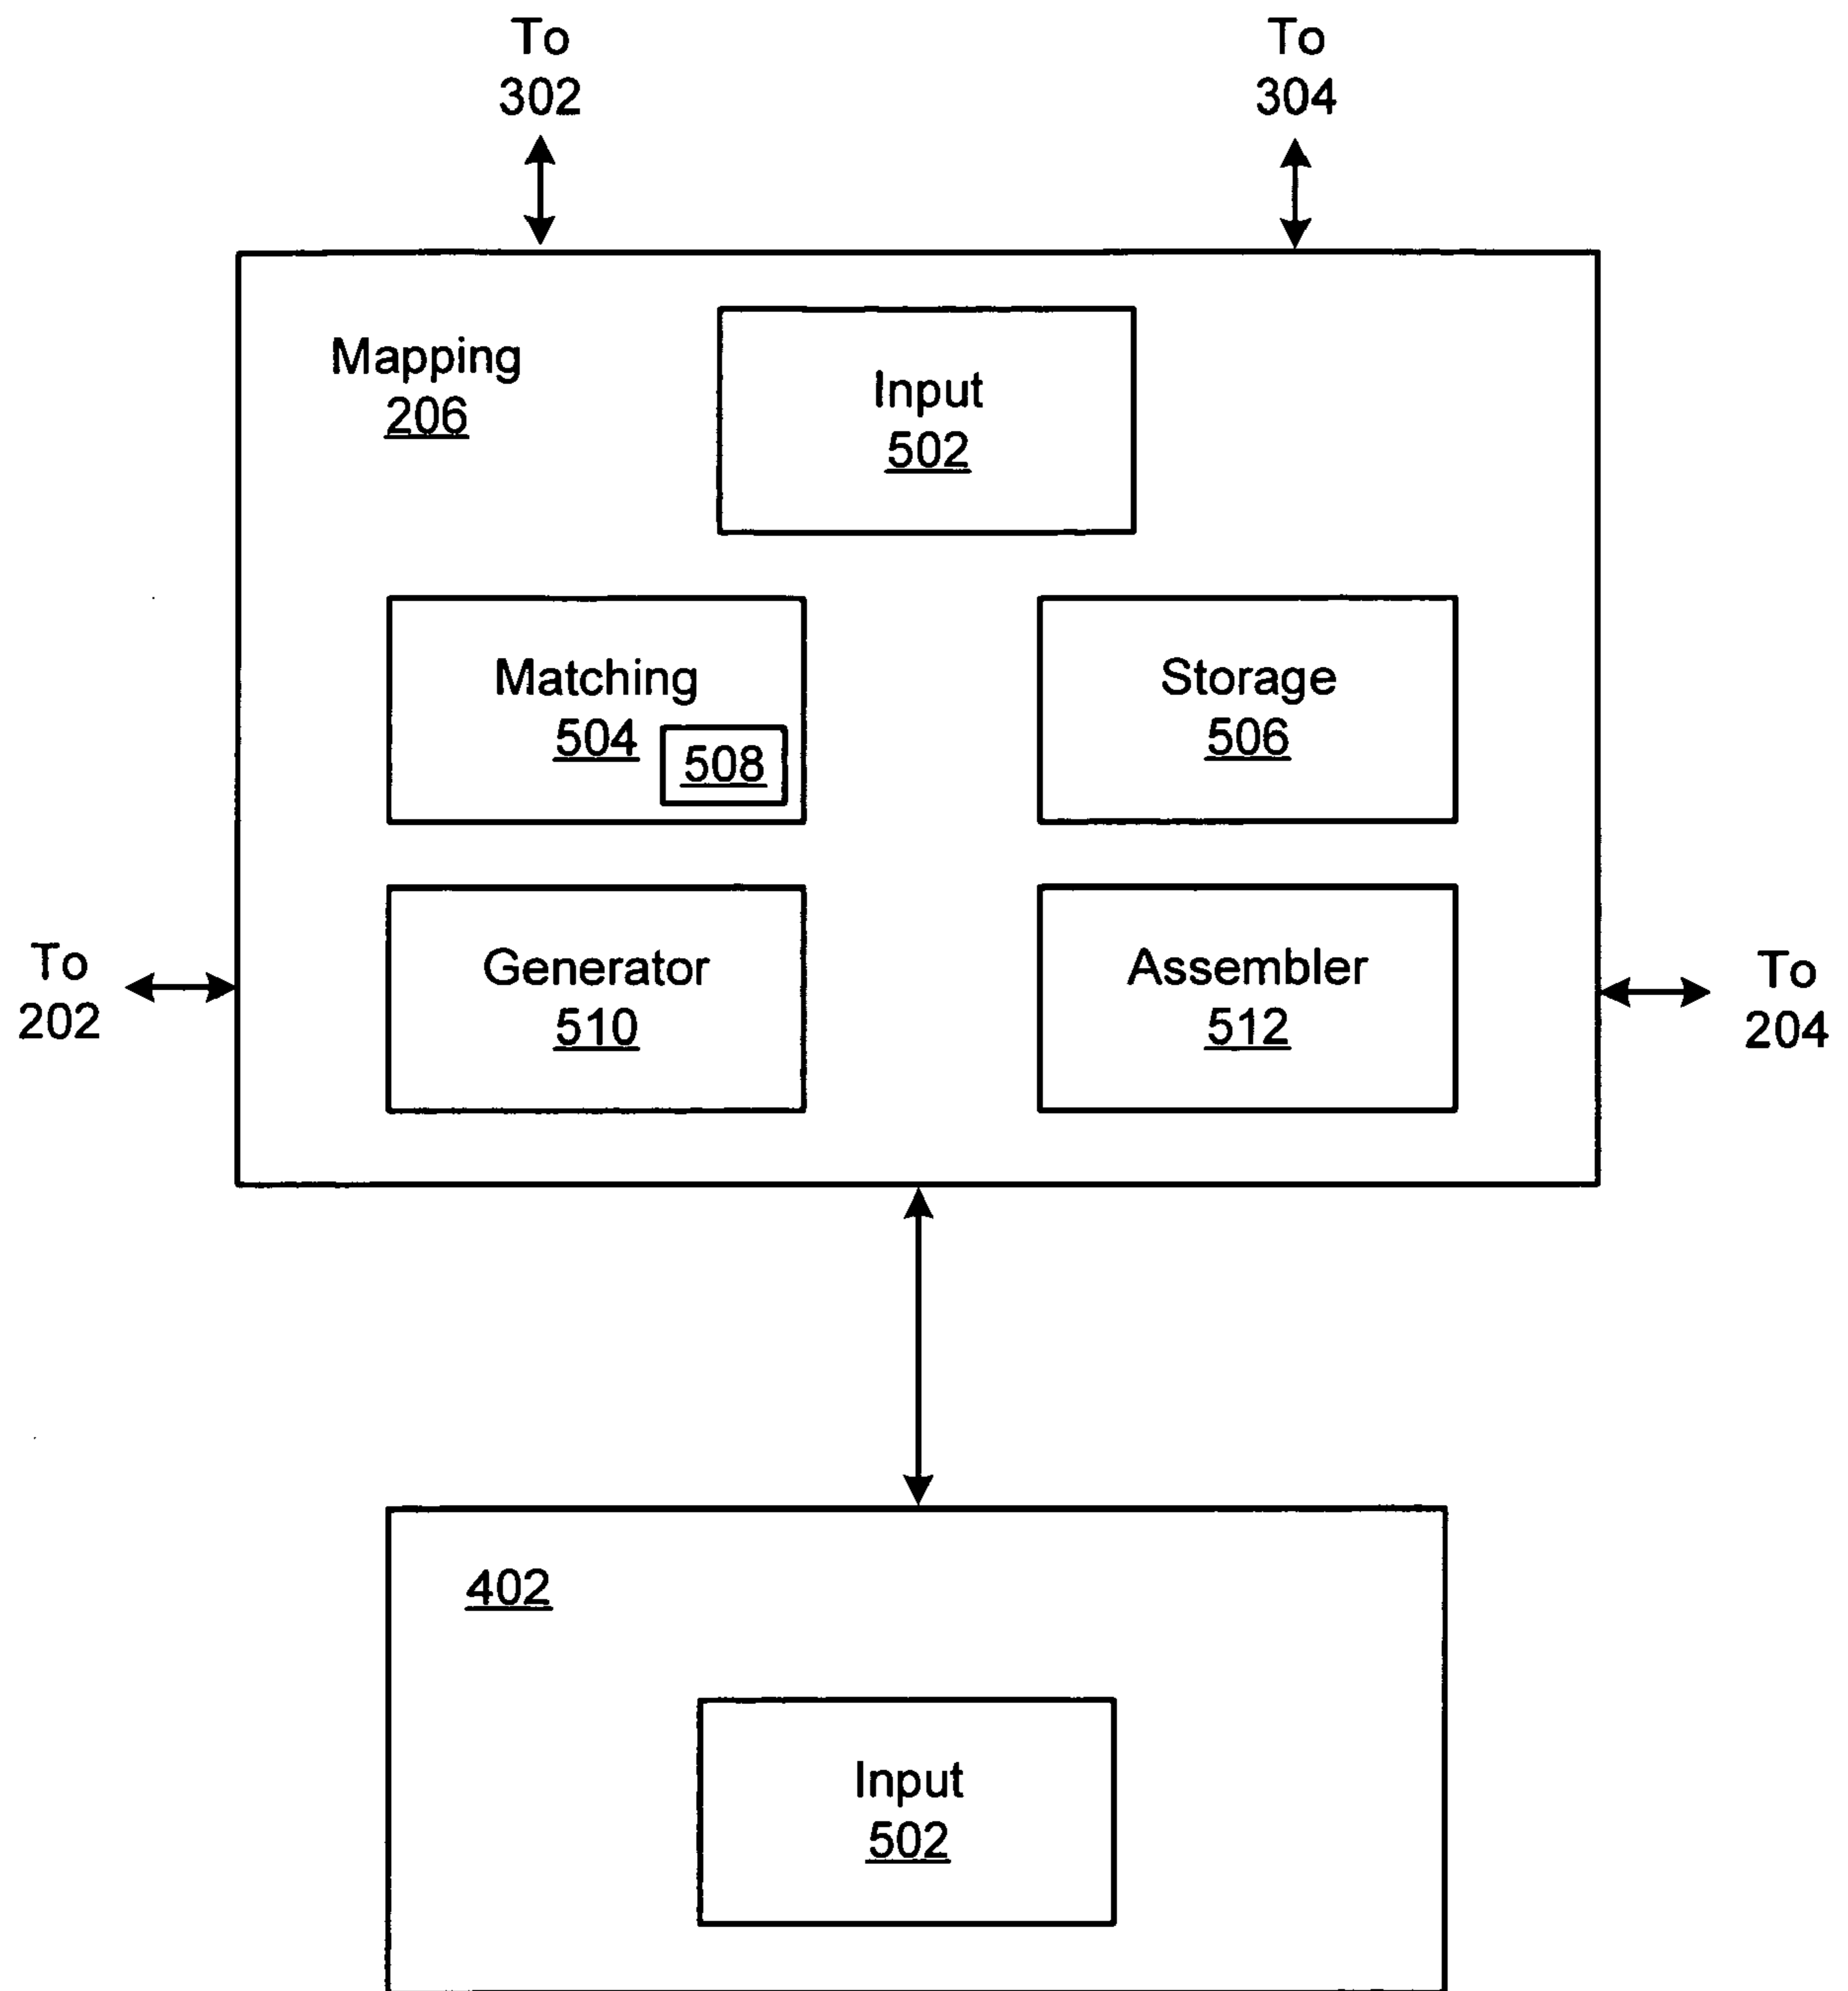 To
302
To
304
Mapping
206
Input
502
Matching
504
508
Storage
506
Generator
510
Assembler
512
To
202
To
204
402
Input
502